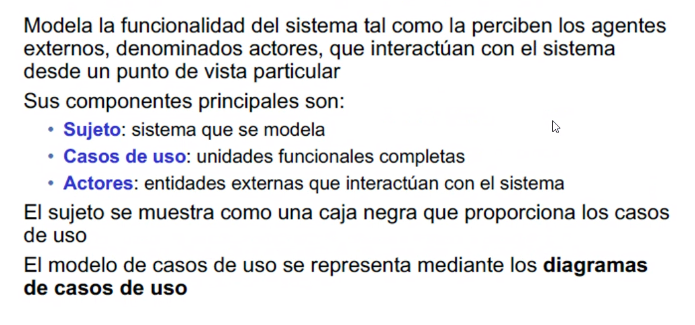 Modela la funcionalidad del sistema tal como la perciben los agentes
externos, denominados actores, que interactúan con el sistema
desde un punto de vista particular
Sus componentes principales son:
• Sujeto: sistema que se modela
• Casos de uso: unidades funcionales completas
• Actores: entidades externas que interactúan con el sistema
El sujeto se muestra como una caja negra que proporciona los casos
de uso
El modelo de casos de uso se representa mediante los diagramas
de casos de uso